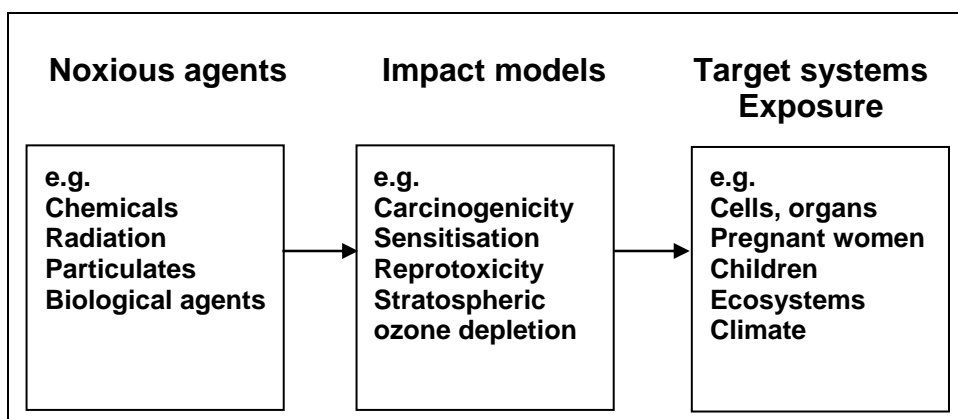 Noxious agents
Impact models
Target systems
Exposure
e.g.
Chemicals
Radiation
Particulates
Biological agents
e.g.
Carcinogenicity
Sensitisation
Reprotoxicity
Stratospheric
ozone depletion
e.g.
Cells, organs
Pregnant women
Children
Ecosystems
Climate